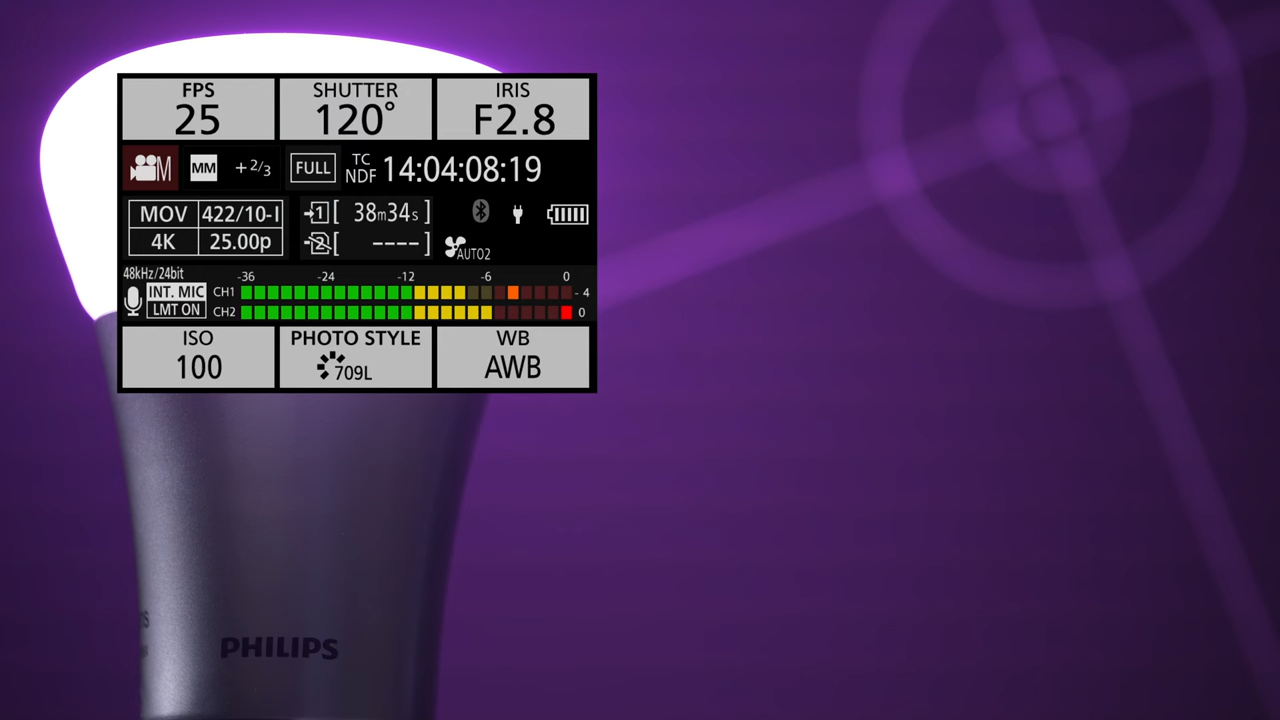 FPS SHUTTER IRIS
25 120° F2.8
M MM +2/3 FULL TC NDF 14:04:08:19
MOV 422/10-I 1[ 38m34s ]
4K 25.00p 2[ ---- ] AUTO2
48kHz/24bit -36 -24 -12 -6 0
INT. MIC CH1 -4
LMT ON CH2 0
ISO PHOTO STYLE WB
100 709L AWB
PHILIPS